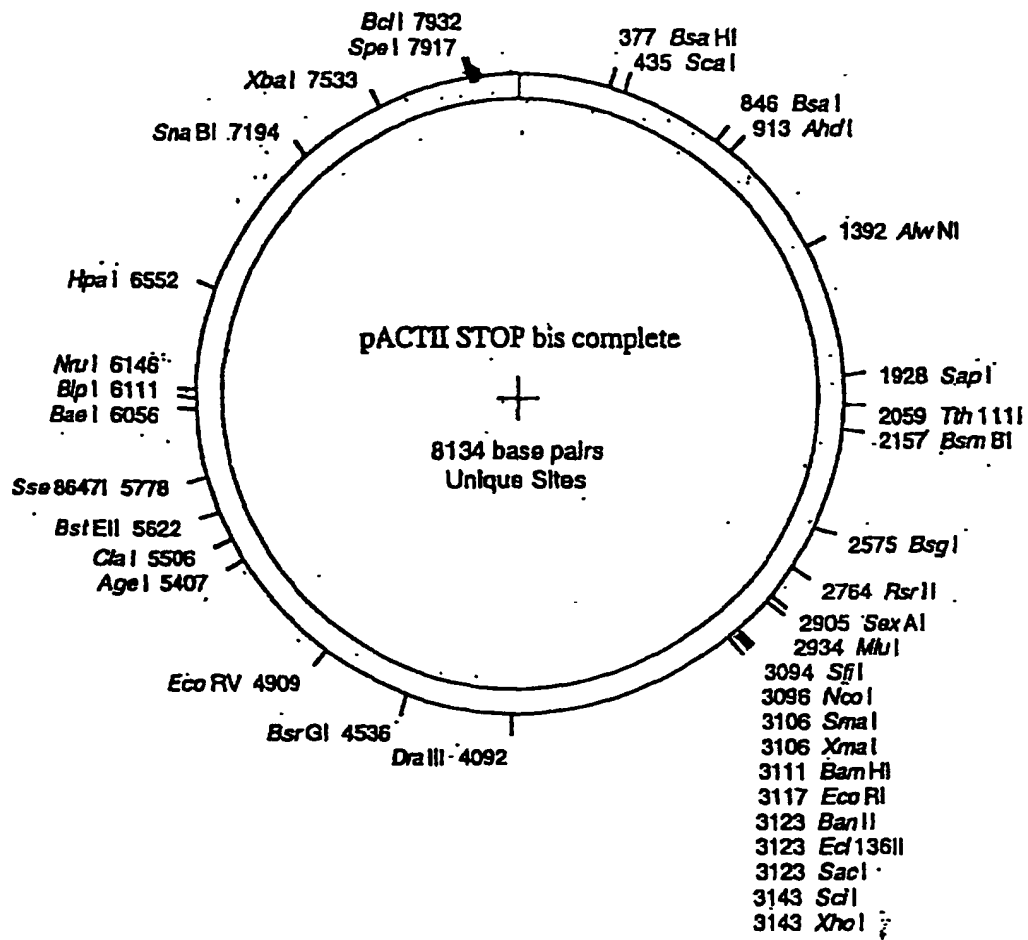 BclI 7932
SpeI 7917
XbaI 7533
SnaBI 7194
HpaI 6552
NruI 6146
BlpI 6111
BaeI 6056
Sse8647I 5778
BstEII 5622
ClaI 5506
AgeI 5407
EcoRV 4909
BsrGI 4536
DraIII 4092
377 BsaHI
435 ScaI
846 BsaI
913 AhdI
1392 AlwNI
1928 SapI
2059 Tth111I
2157 BsmBI
2575 BsgI
2764 RsrII
2905 SexAI
2934 MluI
3094 SfiI
3096 NcoI
3106 SmaI
3106 XmaI
3111 BamHI
3117 EcoRI
3123 BanII
3123 Ecl136II
3123 SacI
3143 SciI
3143 XhoI
pACTII STOP bis complete
8134 base pairs
Unique Sites